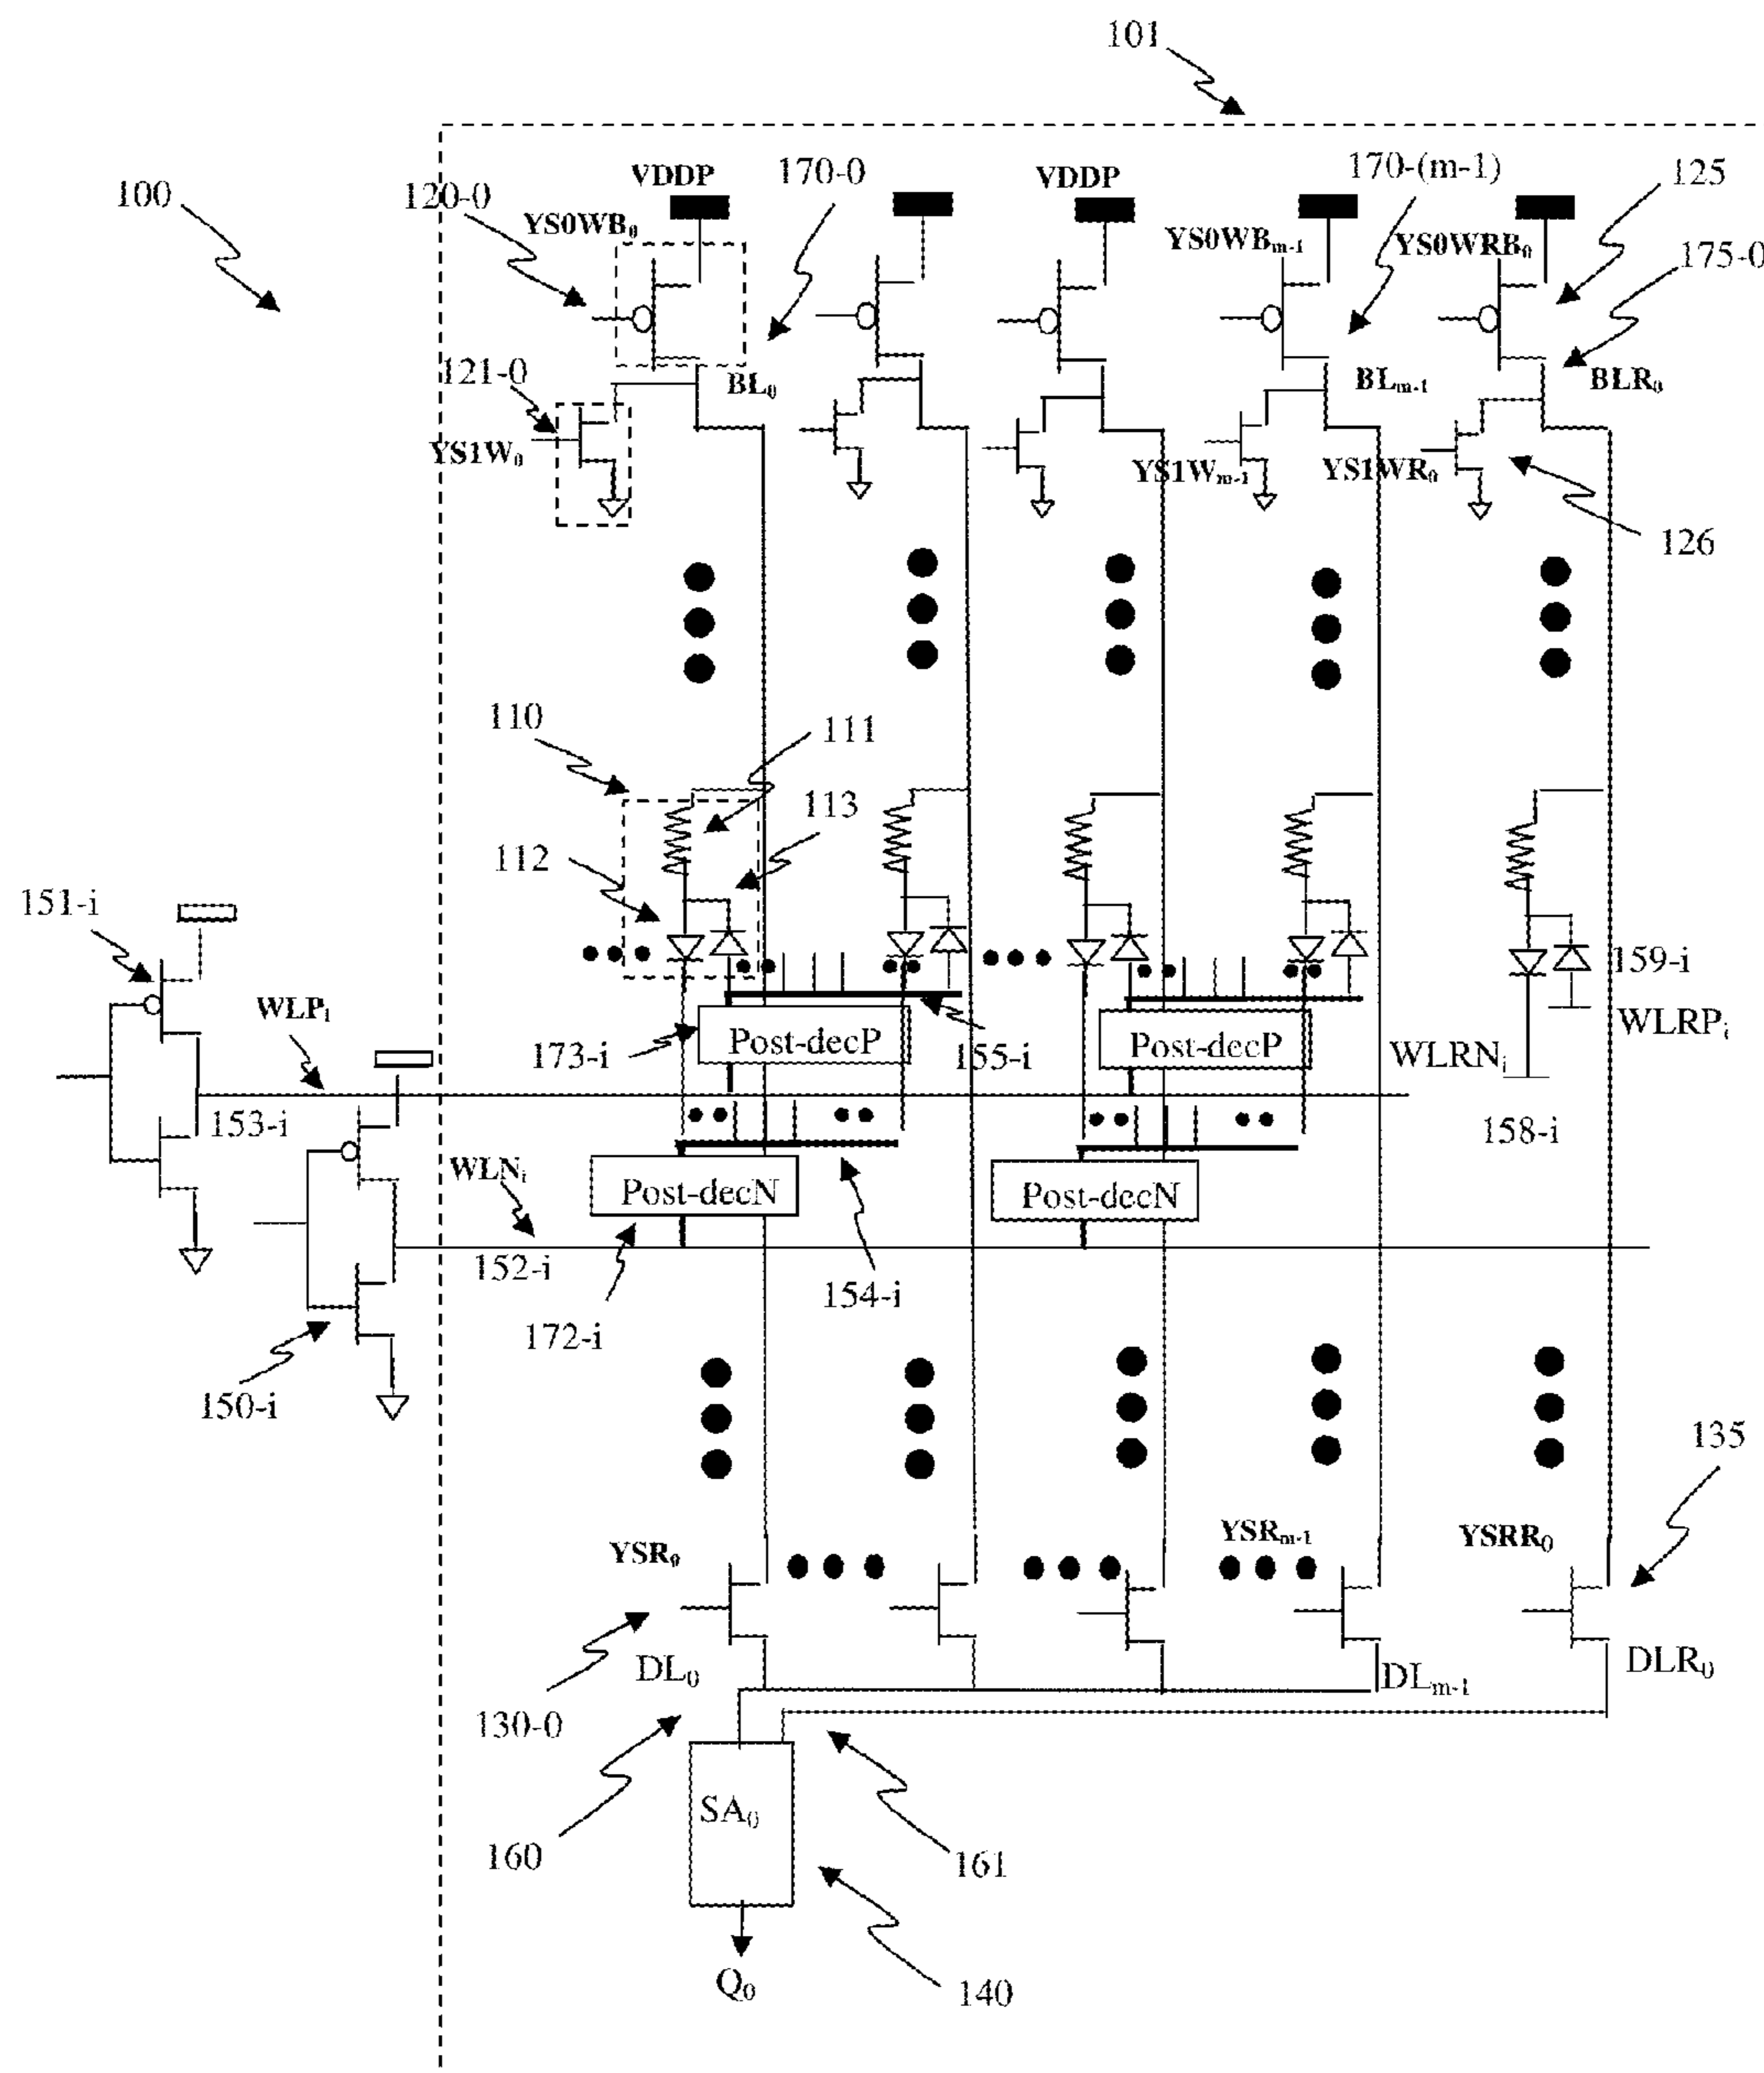 101
100
120-0
VDDP
170-0
VDDP
170-(m-1)
125
YS0WB₀
YS0WBₘ₋₁
YS0WRB₀
175-0
121-0
BL₀
BLₘ₋₁
BLR₀
YS1W₀
YS1Wₘ₋₁
YS1WR₀
126
110
111
113
112
151-i
159-i
WLPᵢ
WLRPᵢ
173-i
Post-decP
155-i
Post-decP
WLRNᵢ
153-i
158-i
WLNᵢ
Post-decN
Post-decN
152-i
154-i
172-i
150-i
135
YSR₀
YSRₘ₋₁
YSRR₀
DL₀
DLₘ₋₁
DLR₀
130-0
SA₀
160
161
Q₀
140